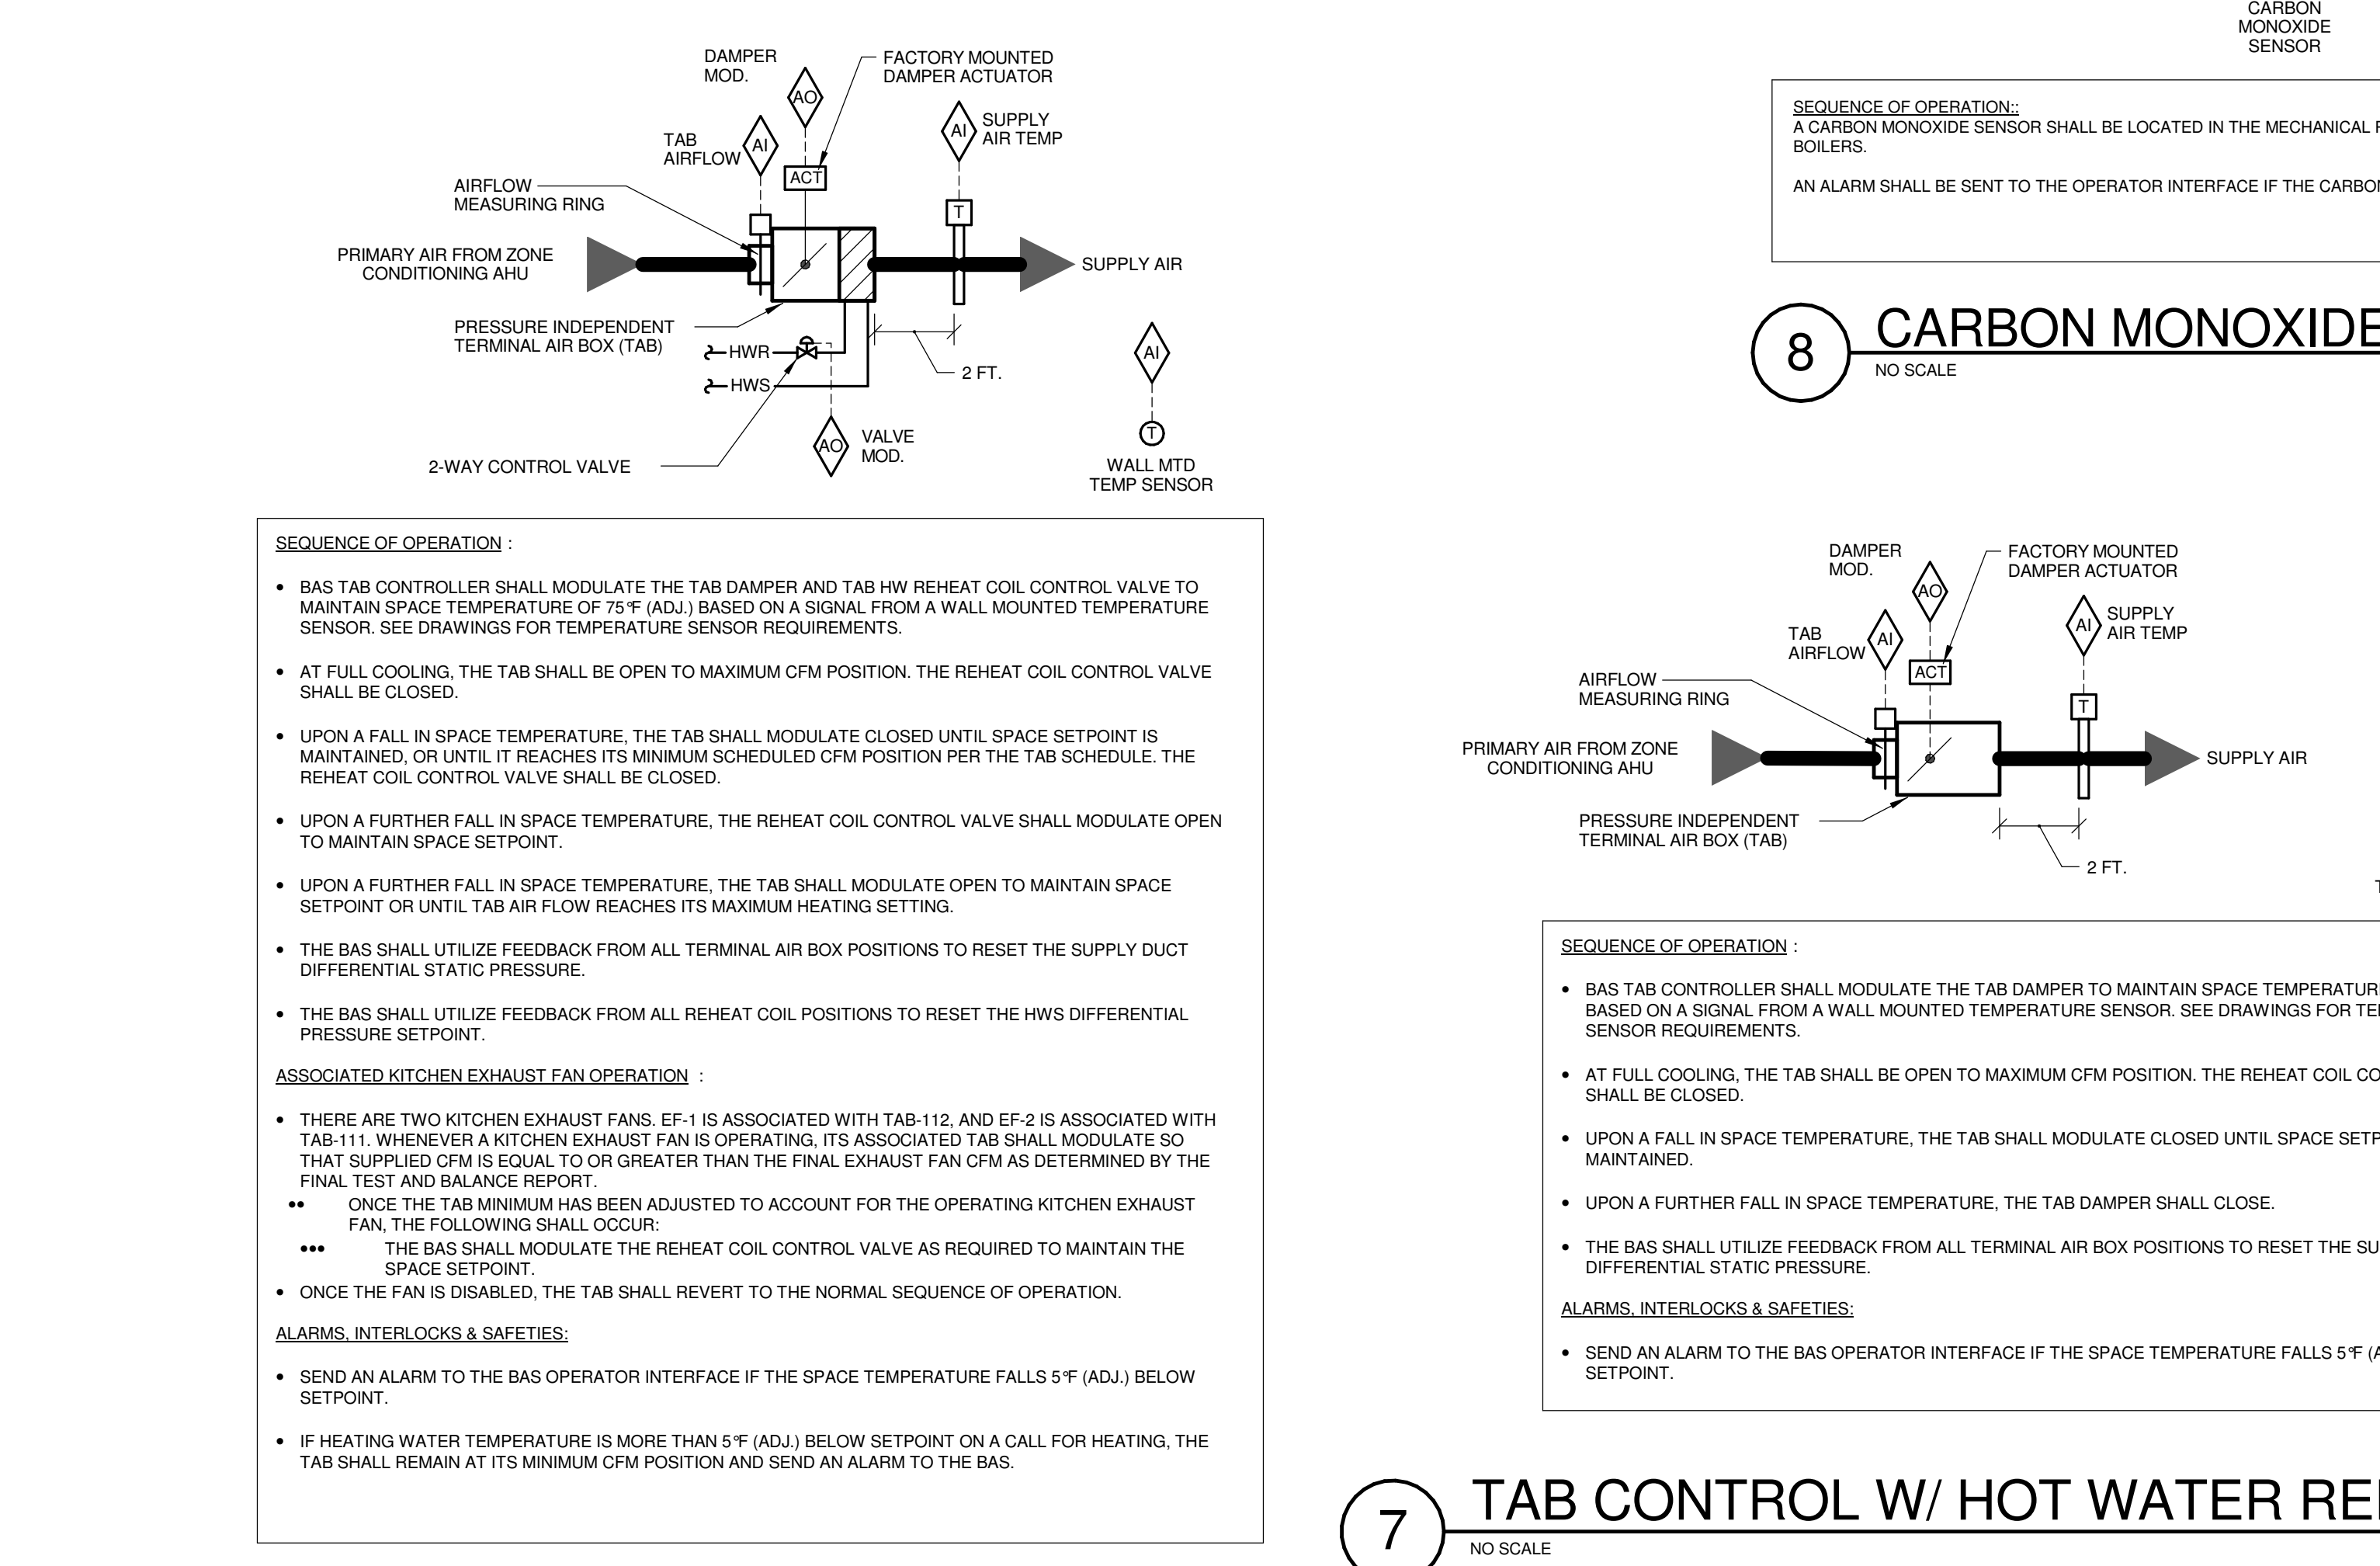 DAMPER
MOD.
AO
FACTORY MOUNTED
DAMPER ACTUATOR
TAB
AIRFLOW
AI
ACT
AI
SUPPLY
AIR TEMP
AIRFLOW
MEASURING RING
T
PRIMARY AIR FROM ZONE
CONDITIONING AHU
SUPPLY AIR
PRESSURE INDEPENDENT
TERMINAL AIR BOX (TAB)
HWR
HWS
2 FT.
AI
T
WALL MTD
TEMP SENSOR
2-WAY CONTROL VALVE
AO
VALVE
MOD.
SEQUENCE OF OPERATION :
• BAS TAB CONTROLLER SHALL MODULATE THE TAB DAMPER AND TAB HW REHEAT COIL CONTROL VALVE TO
MAINTAIN SPACE TEMPERATURE OF 75°F (ADJ.) BASED ON A SIGNAL FROM A WALL MOUNTED TEMPERATURE
SENSOR. SEE DRAWINGS FOR TEMPERATURE SENSOR REQUIREMENTS.
• AT FULL COOLING, THE TAB SHALL BE OPEN TO MAXIMUM CFM POSITION. THE REHEAT COIL CONTROL VALVE
SHALL BE CLOSED.
• UPON A FALL IN SPACE TEMPERATURE, THE TAB SHALL MODULATE CLOSED UNTIL SPACE SETPOINT IS
MAINTAINED, OR UNTIL IT REACHES ITS MINIMUM SCHEDULED CFM POSITION PER THE TAB SCHEDULE. THE
REHEAT COIL CONTROL VALVE SHALL BE CLOSED.
• UPON A FURTHER FALL IN SPACE TEMPERATURE, THE REHEAT COIL CONTROL VALVE SHALL MODULATE OPEN
TO MAINTAIN SPACE SETPOINT.
• UPON A FURTHER FALL IN SPACE TEMPERATURE, THE TAB SHALL MODULATE OPEN TO MAINTAIN SPACE
SETPOINT OR UNTIL TAB AIR FLOW REACHES ITS MAXIMUM HEATING SETTING.
• THE BAS SHALL UTILIZE FEEDBACK FROM ALL TERMINAL AIR BOX POSITIONS TO RESET THE SUPPLY DUCT
DIFFERENTIAL STATIC PRESSURE.
• THE BAS SHALL UTILIZE FEEDBACK FROM ALL REHEAT COIL POSITIONS TO RESET THE HWS DIFFERENTIAL
PRESSURE SETPOINT.
ASSOCIATED KITCHEN EXHAUST FAN OPERATION :
• THERE ARE TWO KITCHEN EXHAUST FANS. EF-1 IS ASSOCIATED WITH TAB-112, AND EF-2 IS ASSOCIATED WITH
TAB-111. WHENEVER A KITCHEN EXHAUST FAN IS OPERATING, ITS ASSOCIATED TAB SHALL MODULATE SO
THAT SUPPLIED CFM IS EQUAL TO OR GREATER THAN THE FINAL EXHAUST FAN CFM AS DETERMINED BY THE
FINAL TEST AND BALANCE REPORT.
•• ONCE THE TAB MINIMUM HAS BEEN ADJUSTED TO ACCOUNT FOR THE OPERATING KITCHEN EXHAUST
FAN, THE FOLLOWING SHALL OCCUR:
••• THE BAS SHALL MODULATE THE REHEAT COIL CONTROL VALVE AS REQUIRED TO MAINTAIN THE
SPACE SETPOINT.
• ONCE THE FAN IS DISABLED, THE TAB SHALL REVERT TO THE NORMAL SEQUENCE OF OPERATION.
ALARMS, INTERLOCKS & SAFETIES:
• SEND AN ALARM TO THE BAS OPERATOR INTERFACE IF THE SPACE TEMPERATURE FALLS 5°F (ADJ.) BELOW
SETPOINT.
• IF HEATING WATER TEMPERATURE IS MORE THAN 5°F (ADJ.) BELOW SETPOINT ON A CALL FOR HEATING, THE
TAB SHALL REMAIN AT ITS MINIMUM CFM POSITION AND SEND AN ALARM TO THE BAS.
CARBON
MONOXIDE
SENSOR
SEQUENCE OF OPERATION::
A CARBON MONOXIDE SENSOR SHALL BE LOCATED IN THE MECHANICAL
BOILERS.
AN ALARM SHALL BE SENT TO THE OPERATOR INTERFACE IF THE CARBON
8
CARBON MONOXIDE
NO SCALE
DAMPER
MOD.
AO
FACTORY MOUNTED
DAMPER ACTUATOR
TAB
AIRFLOW
AI
ACT
AI
SUPPLY
AIR TEMP
AIRFLOW
MEASURING RING
T
PRIMARY AIR FROM ZONE
CONDITIONING AHU
SUPPLY AIR
PRESSURE INDEPENDENT
TERMINAL AIR BOX (TAB)
2 FT.
SEQUENCE OF OPERATION :
• BAS TAB CONTROLLER SHALL MODULATE THE TAB DAMPER TO MAINTAIN SPACE TEMPERATURE
BASED ON A SIGNAL FROM A WALL MOUNTED TEMPERATURE SENSOR. SEE DRAWINGS FOR
SENSOR REQUIREMENTS.
• AT FULL COOLING, THE TAB SHALL BE OPEN TO MAXIMUM CFM POSITION. THE REHEAT COIL
SHALL BE CLOSED.
• UPON A FALL IN SPACE TEMPERATURE, THE TAB SHALL MODULATE CLOSED UNTIL SPACE
MAINTAINED.
• UPON A FURTHER FALL IN SPACE TEMPERATURE, THE TAB DAMPER SHALL CLOSE.
• THE BAS SHALL UTILIZE FEEDBACK FROM ALL TERMINAL AIR BOX POSITIONS TO RESET THE
DIFFERENTIAL STATIC PRESSURE.
ALARMS, INTERLOCKS & SAFETIES:
• SEND AN ALARM TO THE BAS OPERATOR INTERFACE IF THE SPACE TEMPERATURE FALLS 5°F
SETPOINT.
7
TAB CONTROL W/ HOT WATER
NO SCALE